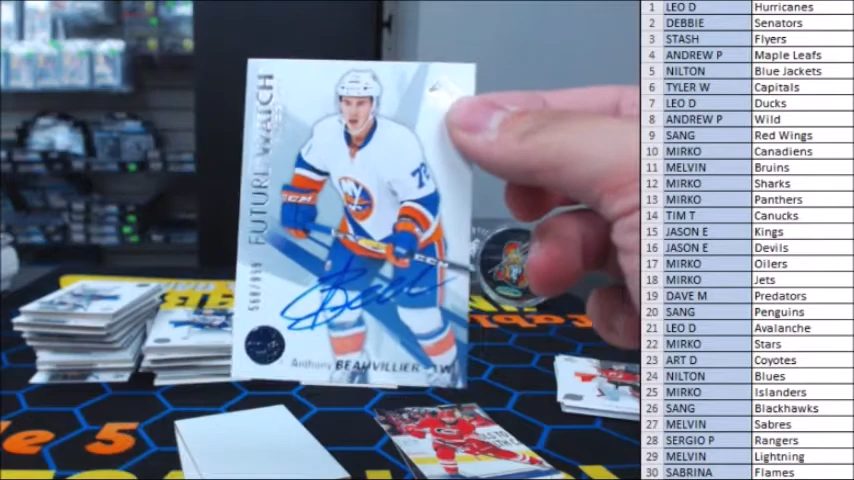 1 LEO D Hurricanes
2 DEBBIE Senators
3 STASH Flyers
4 ANDREW P Maple Leafs
5 NILTON Blue Jackets
6 TYLER W Capitals
7 LEO D Ducks
8 ANDREW P Wild
9 SANG Red Wings
10 MIRKO Canadiens
11 MELVIN Bruins
12 MIRKO Sharks
13 MIRKO Panthers
14 TIM T Canucks
15 JASON E Kings
16 JASON E Devils
17 MIRKO Oilers
18 MIRKO Jets
19 DAVE M Predators
20 SANG Penguins
21 LEO D Avalanche
22 MIRKO Stars
23 ART D Coyotes
24 NILTON Blues
25 MIRKO Islanders
26 SANG Blackhawks
27 MELVIN Sabres
28 SERGIO P Rangers
29 MELVIN Lightning
30 SABRINA Flames
FUTURE WATCH
NY
CCM
Anthony BEAUVILLIER LW
e 5